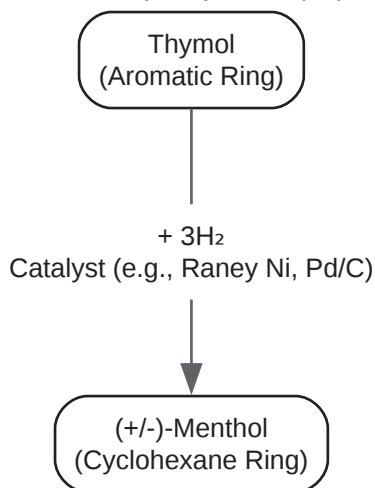 Thymol
(Aromatic Ring)
+ 3H₂
Catalyst (e.g., Raney Ni, Pd/C)
(+/-)-Menthol
(Cyclohexane Ring)